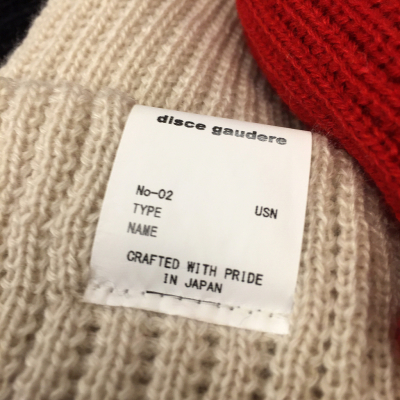 disce gaudere
No-02
TYPE USN
NAME
CRAFTED WITH PRIDE
IN JAPAN